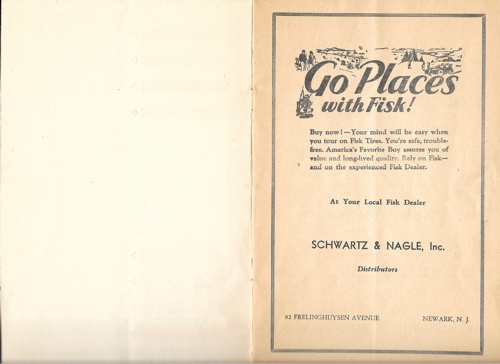 Go Places
with Fisk!
Buy now!—Your mind will be easy when
you tour on Fisk Tires. You're safe, trouble-
free. America's Favorite Buy assures you of
value and long-lived quality. Rely on Fisk—
and on the experienced Fisk Dealer.
At Your Local Fisk Dealer
SCHWARTZ & NAGLE, Inc.
Distributors
82 FRELINGHUYSEN AVENUE NEWARK, N. J.